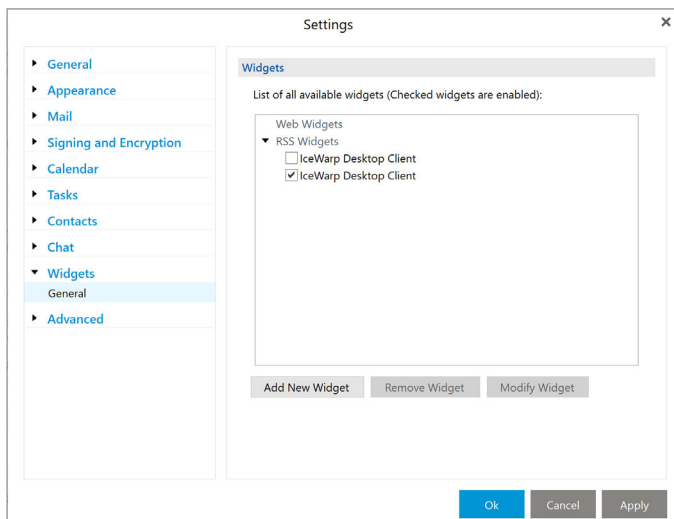 Settings
General
Appearance
Mail
Signing and Encryption
Calendar
Tasks
Contacts
Chat
Widgets
General
Advanced
Widgets
List of all available widgets (Checked widgets are enabled):
Web Widgets
RSS Widgets
IceWarp Desktop Client
IceWarp Desktop Client
Add New Widget Remove Widget Modify Widget
Ok Cancel Apply